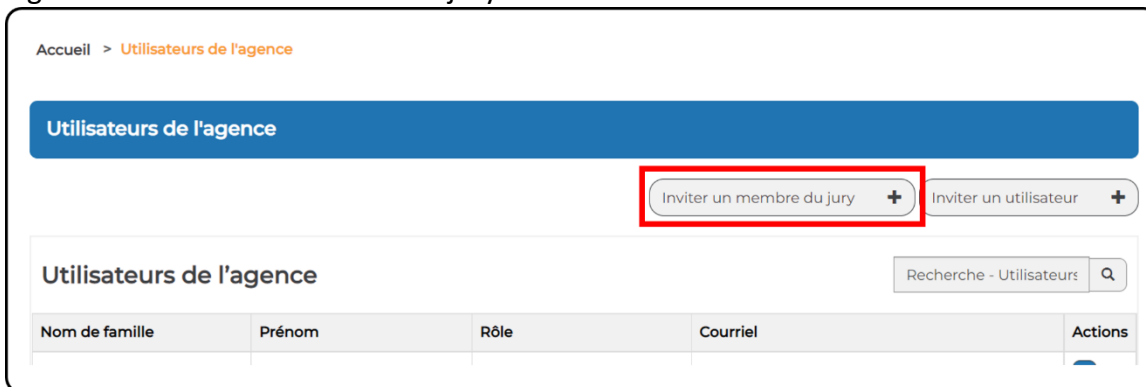 Accueil > Utilisateurs de l'agence
Utilisateurs de l'agence
Inviter un membre du jury + Inviter un utilisateur +
Utilisateurs de l’agence
Recherche - Utilisateurs
Nom de famille Prénom Rôle Courriel Actions